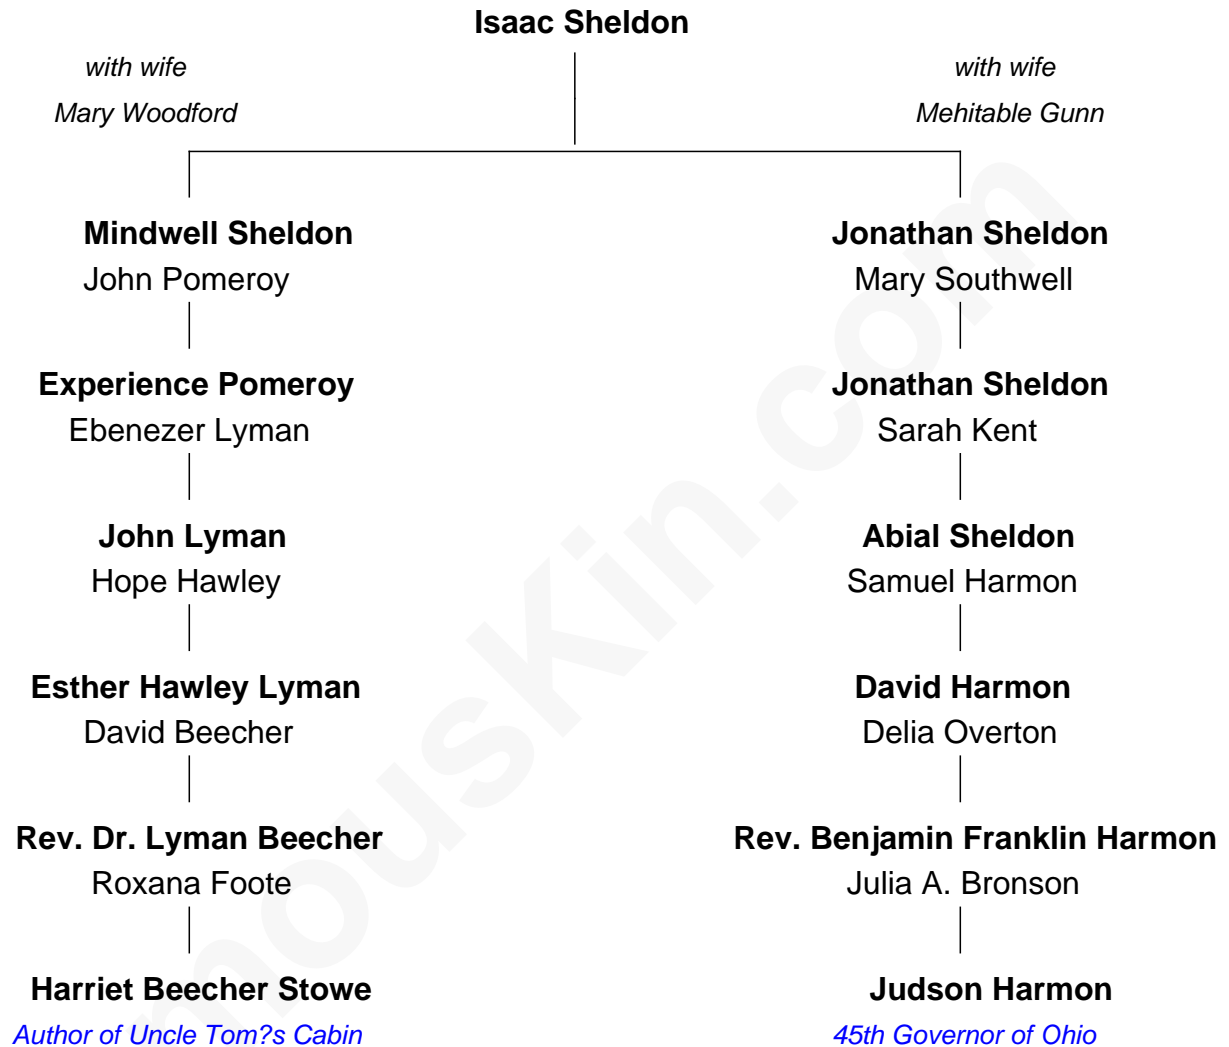 Isaac Sheldon
with wife
Mary Woodford
with wife
Mehitable Gunn
Mindwell Sheldon
John Pomeroy
Jonathan Sheldon
Mary Southwell
Experience Pomeroy
Ebenezer Lyman
Jonathan Sheldon
Sarah Kent
John Lyman
Hope Hawley
Abial Sheldon
Samuel Harmon
Esther Hawley Lyman
David Beecher
David Harmon
Delia Overton
Rev. Dr. Lyman Beecher
Roxana Foote
Rev. Benjamin Franklin Harmon
Julia A. Bronson
Harriet Beecher Stowe
Author of Uncle Tom?s Cabin
Judson Harmon
45th Governor of Ohio
mousKin.com